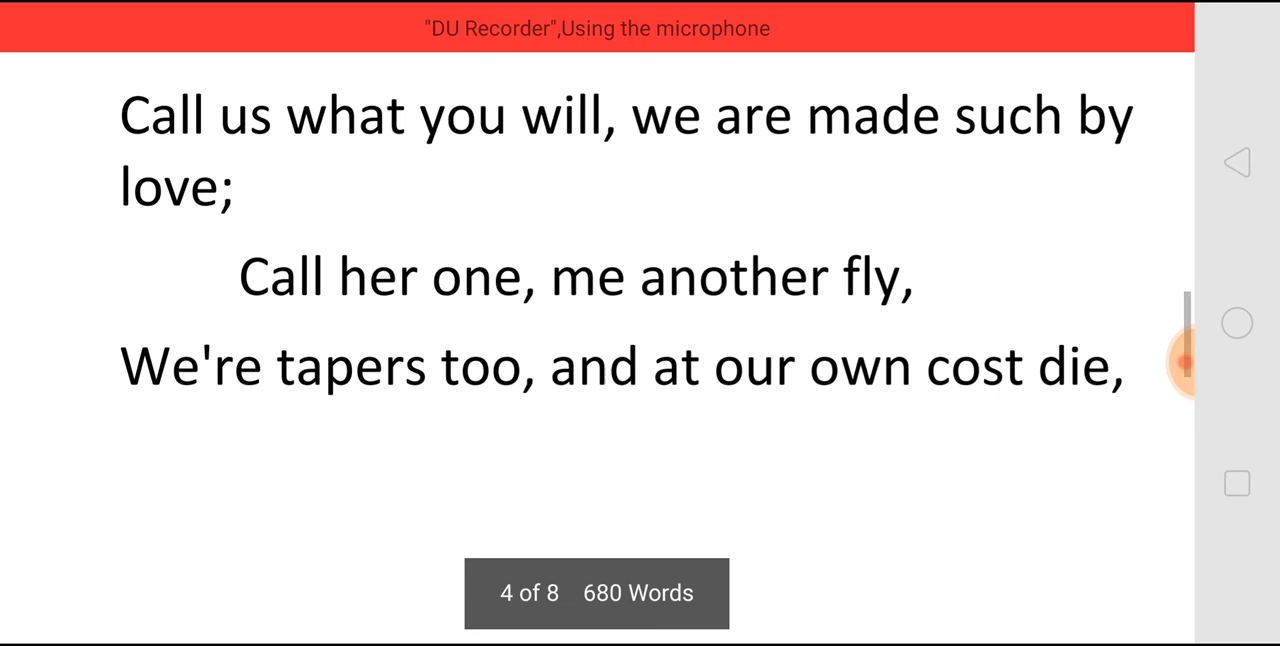 "DU Recorder",Using the microphone
Call us what you will, we are made such by
love;
Call her one, me another fly,
We're tapers too, and at our own cost die,
4 of 8 680 Words